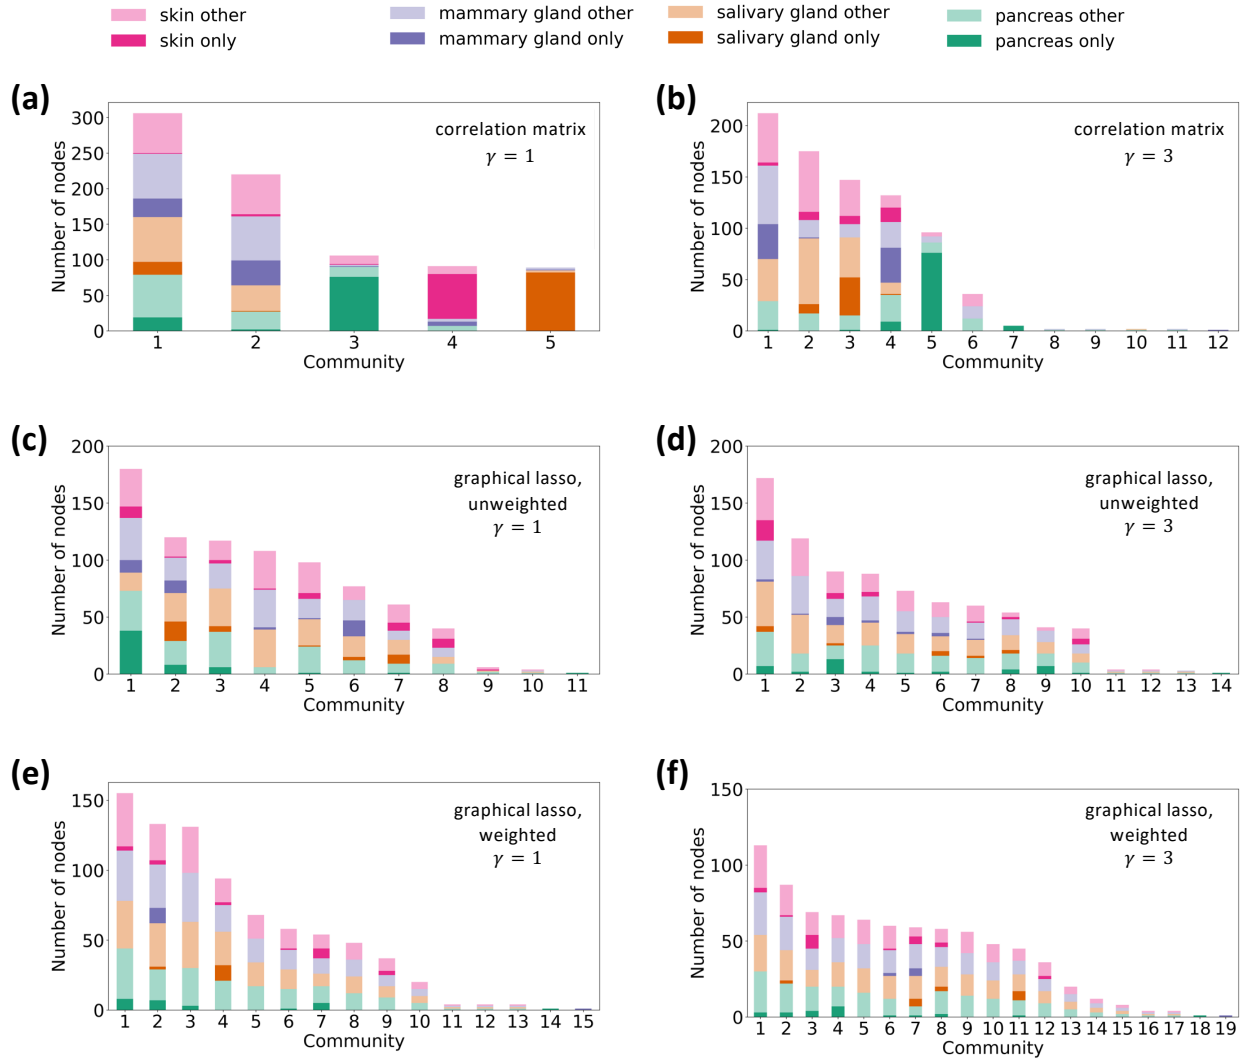 skin other
mammary gland other
salivary gland other
pancreas other
skin only
mammary gland only
salivary gland only
pancreas only
(a)
Number of nodes
300
250
200
150
100
50
0
correlation matrix
γ = 1
1 2 3 4 5
Community
(b)
Number of nodes
200
150
100
50
0
correlation matrix
γ = 3
1 2 3 4 5 6 7 8 9 10 11 12
Community
(c)
Number of nodes
200
150
100
50
0
graphical lasso,
unweighted
γ = 1
1 2 3 4 5 6 7 8 9 10 11
Community
(d)
Number of nodes
200
150
100
50
0
graphical lasso,
unweighted
γ = 3
1 2 3 4 5 6 7 8 9 10 11 12 13 14
Community
(e)
Number of nodes
150
100
50
0
graphical lasso,
weighted
γ = 1
1 2 3 4 5 6 7 8 9 10 11 12 13 14 15
Community
(f)
Number of nodes
150
100
50
0
graphical lasso,
weighted
γ = 3
1 2 3 4 5 6 7 8 9 10 11 12 13 14 15 16 17 18 19
Community